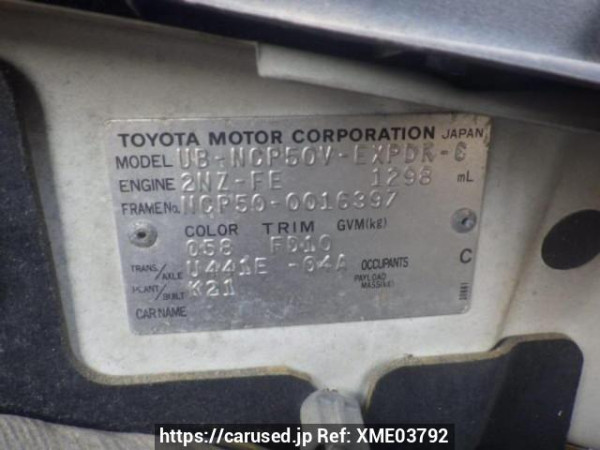 TOYOTA MOTOR CORPORATION JAPAN
MODEL UB-NCP50V-EXPDK-G
ENGINE 2NZ-FE 1298 mL
FRAME No. NCP50-0016397
COLOR TRIM GVM(kg)
058 FD10
TRANS./AXLE U441E -04A OCCUPANTS C
PLANT/BUILT K21 PAYLOAD MASS(kg)
CAR NAME
https://carused.jp Ref: XME03792